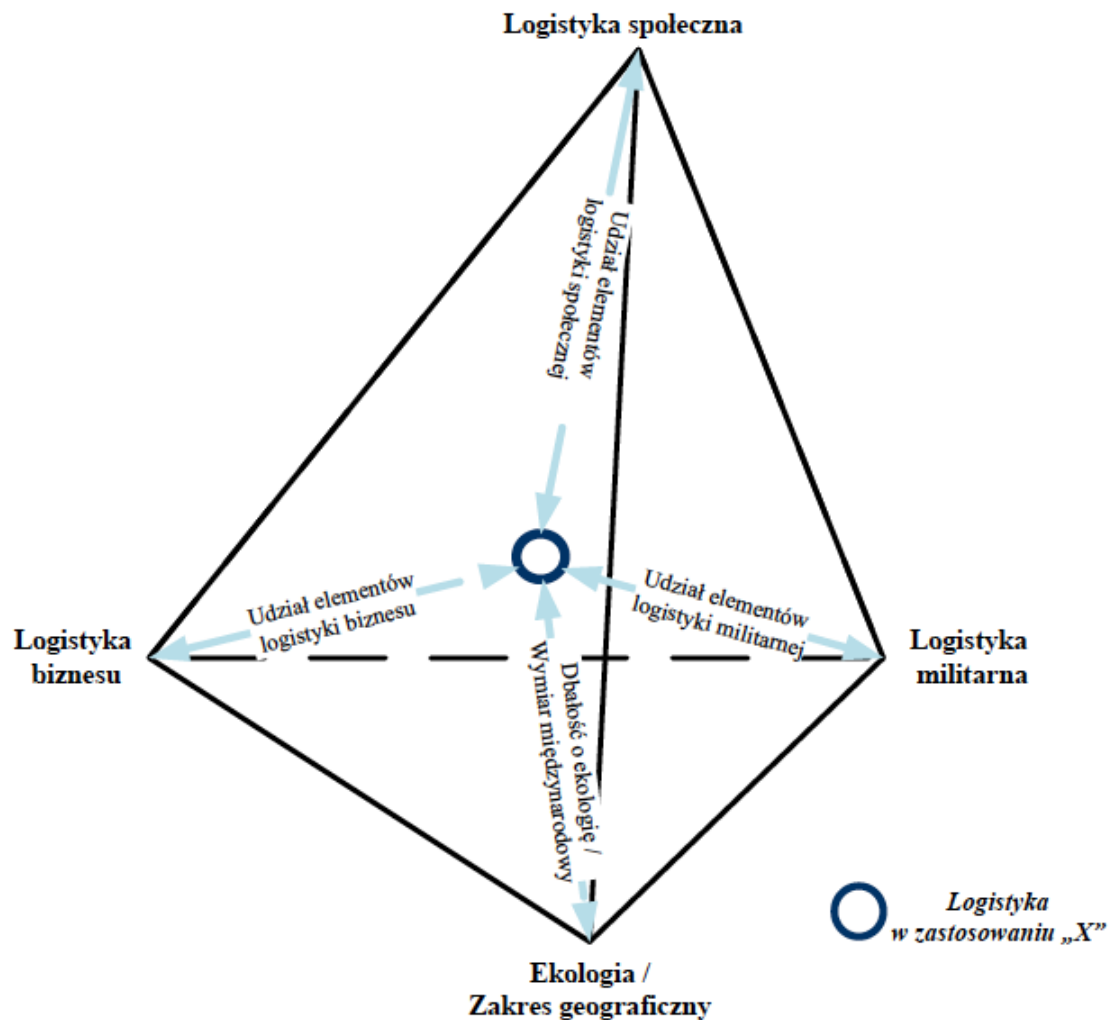 Logistyka społeczna
Udział elementów
logistyki społecznej
Udział elementów
logistyki biznesu
Udział elementów
logistyki militarnej
Logistyka
biznesu
Logistyka
militarna
Dbałość o ekologię /
Wymiar międzynarodowy
Logistyka
w zastosowaniu „X”
Ekologia /
Zakres geograficzny